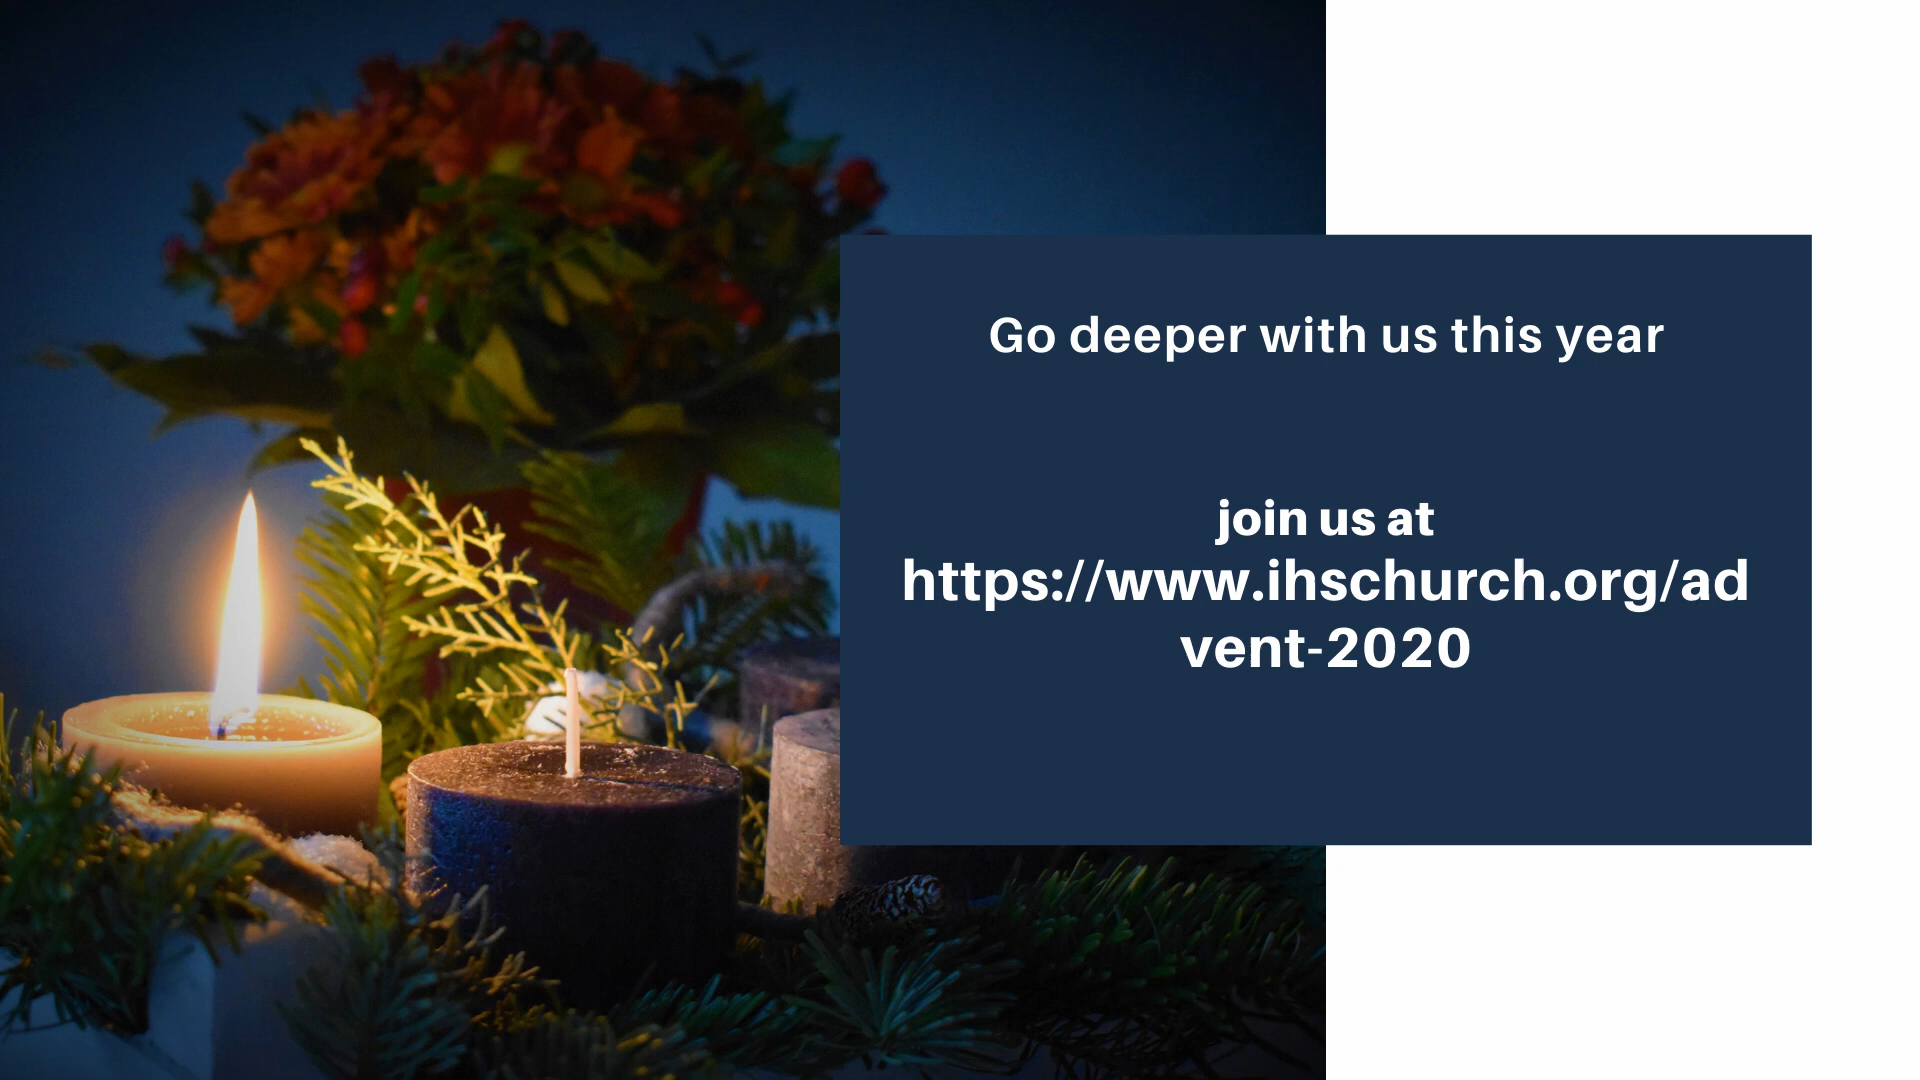 Go deeper with us this year
join us at
https://www.ihschurch.org/ad
vent-2020